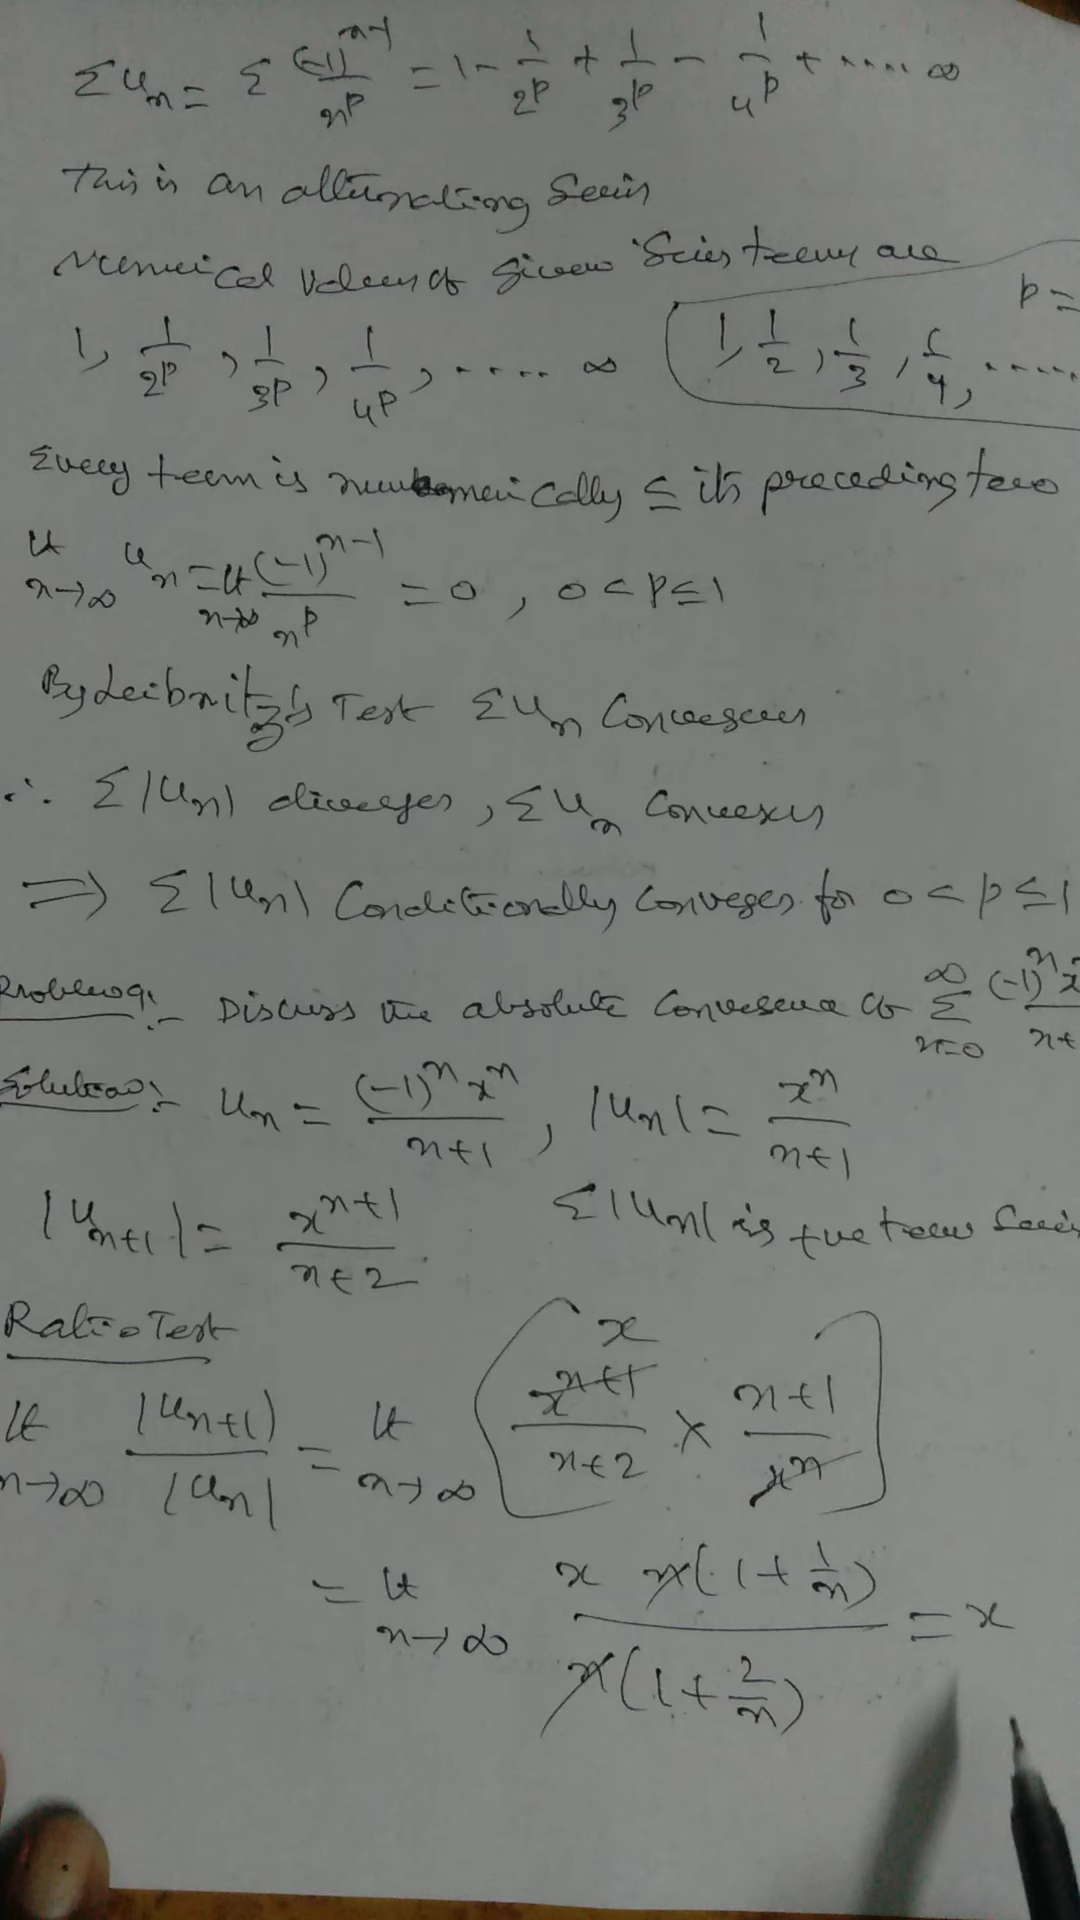 Σuₙ = Σ (-1)ⁿ⁻¹/nᵖ = 1 - 1/2ᵖ + 1/3ᵖ - 1/4ᵖ + ..... ∞
This is an alternating Series
Numerical values of given Series terms are
1, 1/2ᵖ, 1/3ᵖ, 1/4ᵖ, ..... ∞
p =
1, 1/2, 1/3, 1/4, .....
Every term is numerically ≤ its preceding
lt n→∞ uₙ = lt n→∞ (-1)ⁿ⁻¹/nᵖ = 0, 0 < p ≤ 1
By Leibnitz's Test Σuₙ Converges
∴ Σ|uₙ| diverges, Σuₙ Converges
⇒ Σ|uₙ| Conditionally Converges for 0 < p ≤ 1
Problem:- Discuss the absolute Convergence of ∞Σn=0 (-1)ⁿx/n+
Solution:- uₙ = (-1)ⁿxⁿ/n+1, |uₙ| = xⁿ/n+1
|uₙ₊₁| = xⁿ⁺¹/n+2 Σ|uₙ| is +ve term Series
Ratio Test
lt n→∞ |uₙ₊₁|/|uₙ| = lt n→∞ [x xⁿ⁺¹/n+2 × n+1/xⁿ]
= lt n→∞ x n(1+1/n)/n(1+2/n) = x